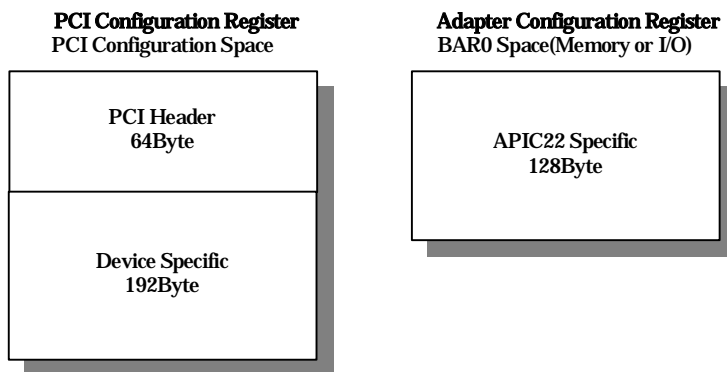 PCI Configuration Register
PCI Configuration Space
PCI Header
64Byte
Device Specific
192Byte
Adapter Configuration Register
BAR0 Space(Memory or I/O)
APIC22 Specific
128Byte